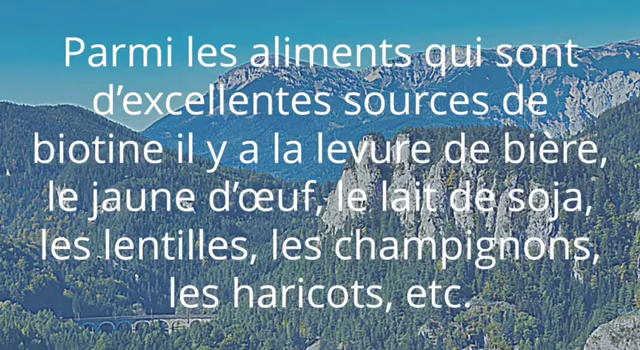 Parmi les aliments qui sont
d’excellentes sources de
biotine il y a la levure de bière,
le jaune d’œuf, le lait de soja,
les lentilles, les champignons,
les haricots, etc.